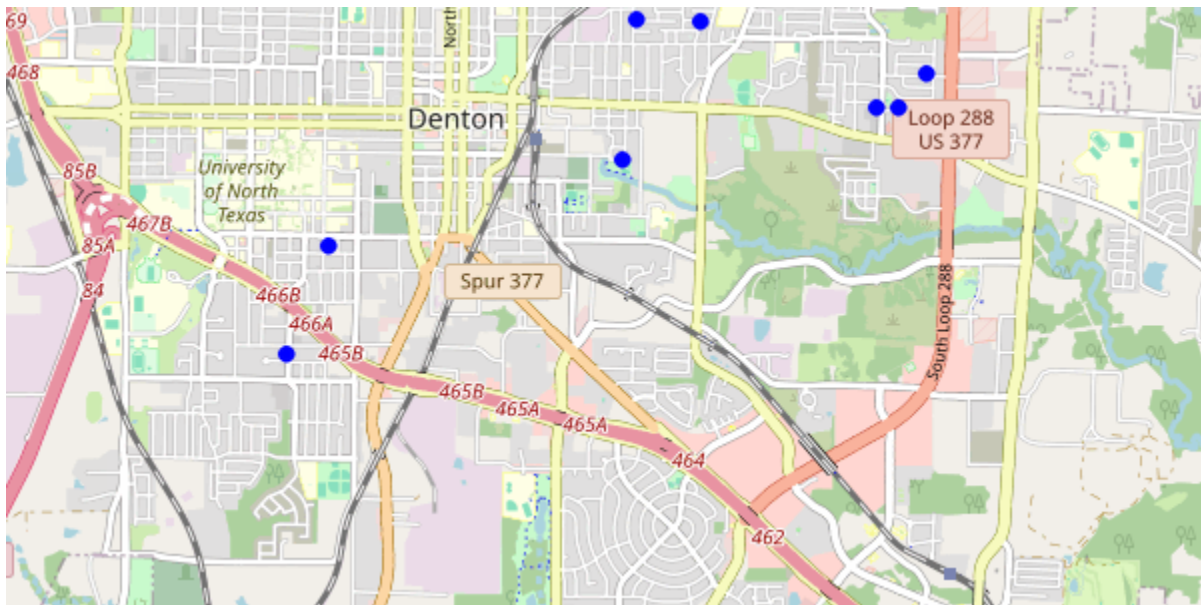 69
North
468
Denton
Loop 288
US 377
85B
University
of North
Texas
467B
85A
84
466B
Spur 377
466A
465B
South Loop 288
465B
465A
465A
464
462